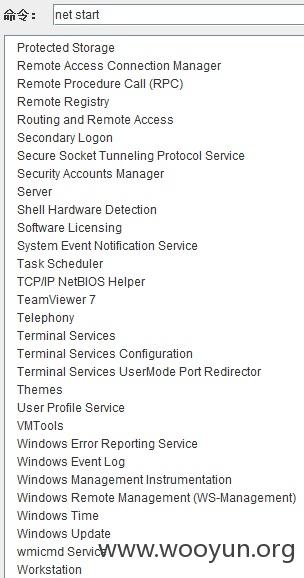 命令： net start
Protected Storage
Remote Access Connection Manager
Remote Procedure Call (RPC)
Remote Registry
Routing and Remote Access
Secondary Logon
Secure Socket Tunneling Protocol Service
Security Accounts Manager
Server
Shell Hardware Detection
Software Licensing
System Event Notification Service
Task Scheduler
TCP/IP NetBIOS Helper
TeamViewer 7
Telephony
Terminal Services
Terminal Services Configuration
Terminal Services UserMode Port Redirector
Themes
User Profile Service
VMTools
Windows Error Reporting Service
Windows Event Log
Windows Management Instrumentation
Windows Remote Management (WS-Management)
Windows Time
Windows Update
wmicmd Service
www.wooyun.org
Workstation